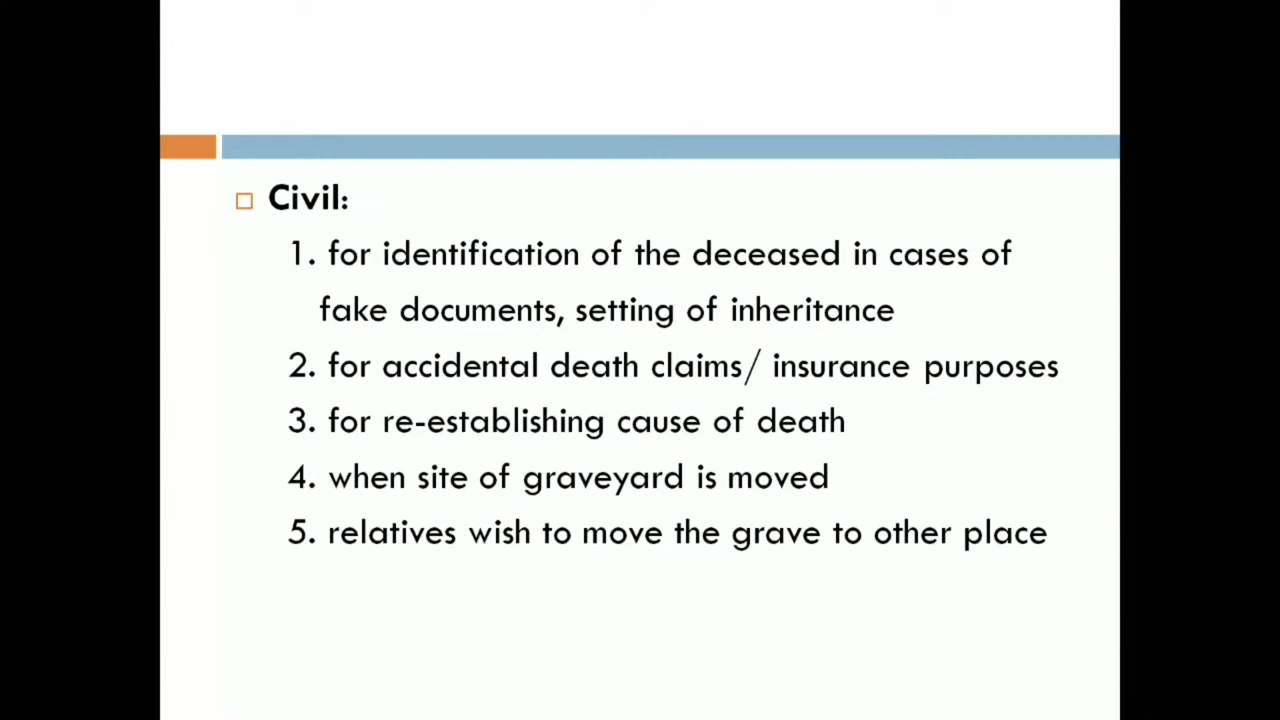 Civil:
1. for identification of the deceased in cases of
fake documents, setting of inheritance
2. for accidental death claims/ insurance purposes
3. for re-establishing cause of death
4. when site of graveyard is moved
5. relatives wish to move the grave to other place